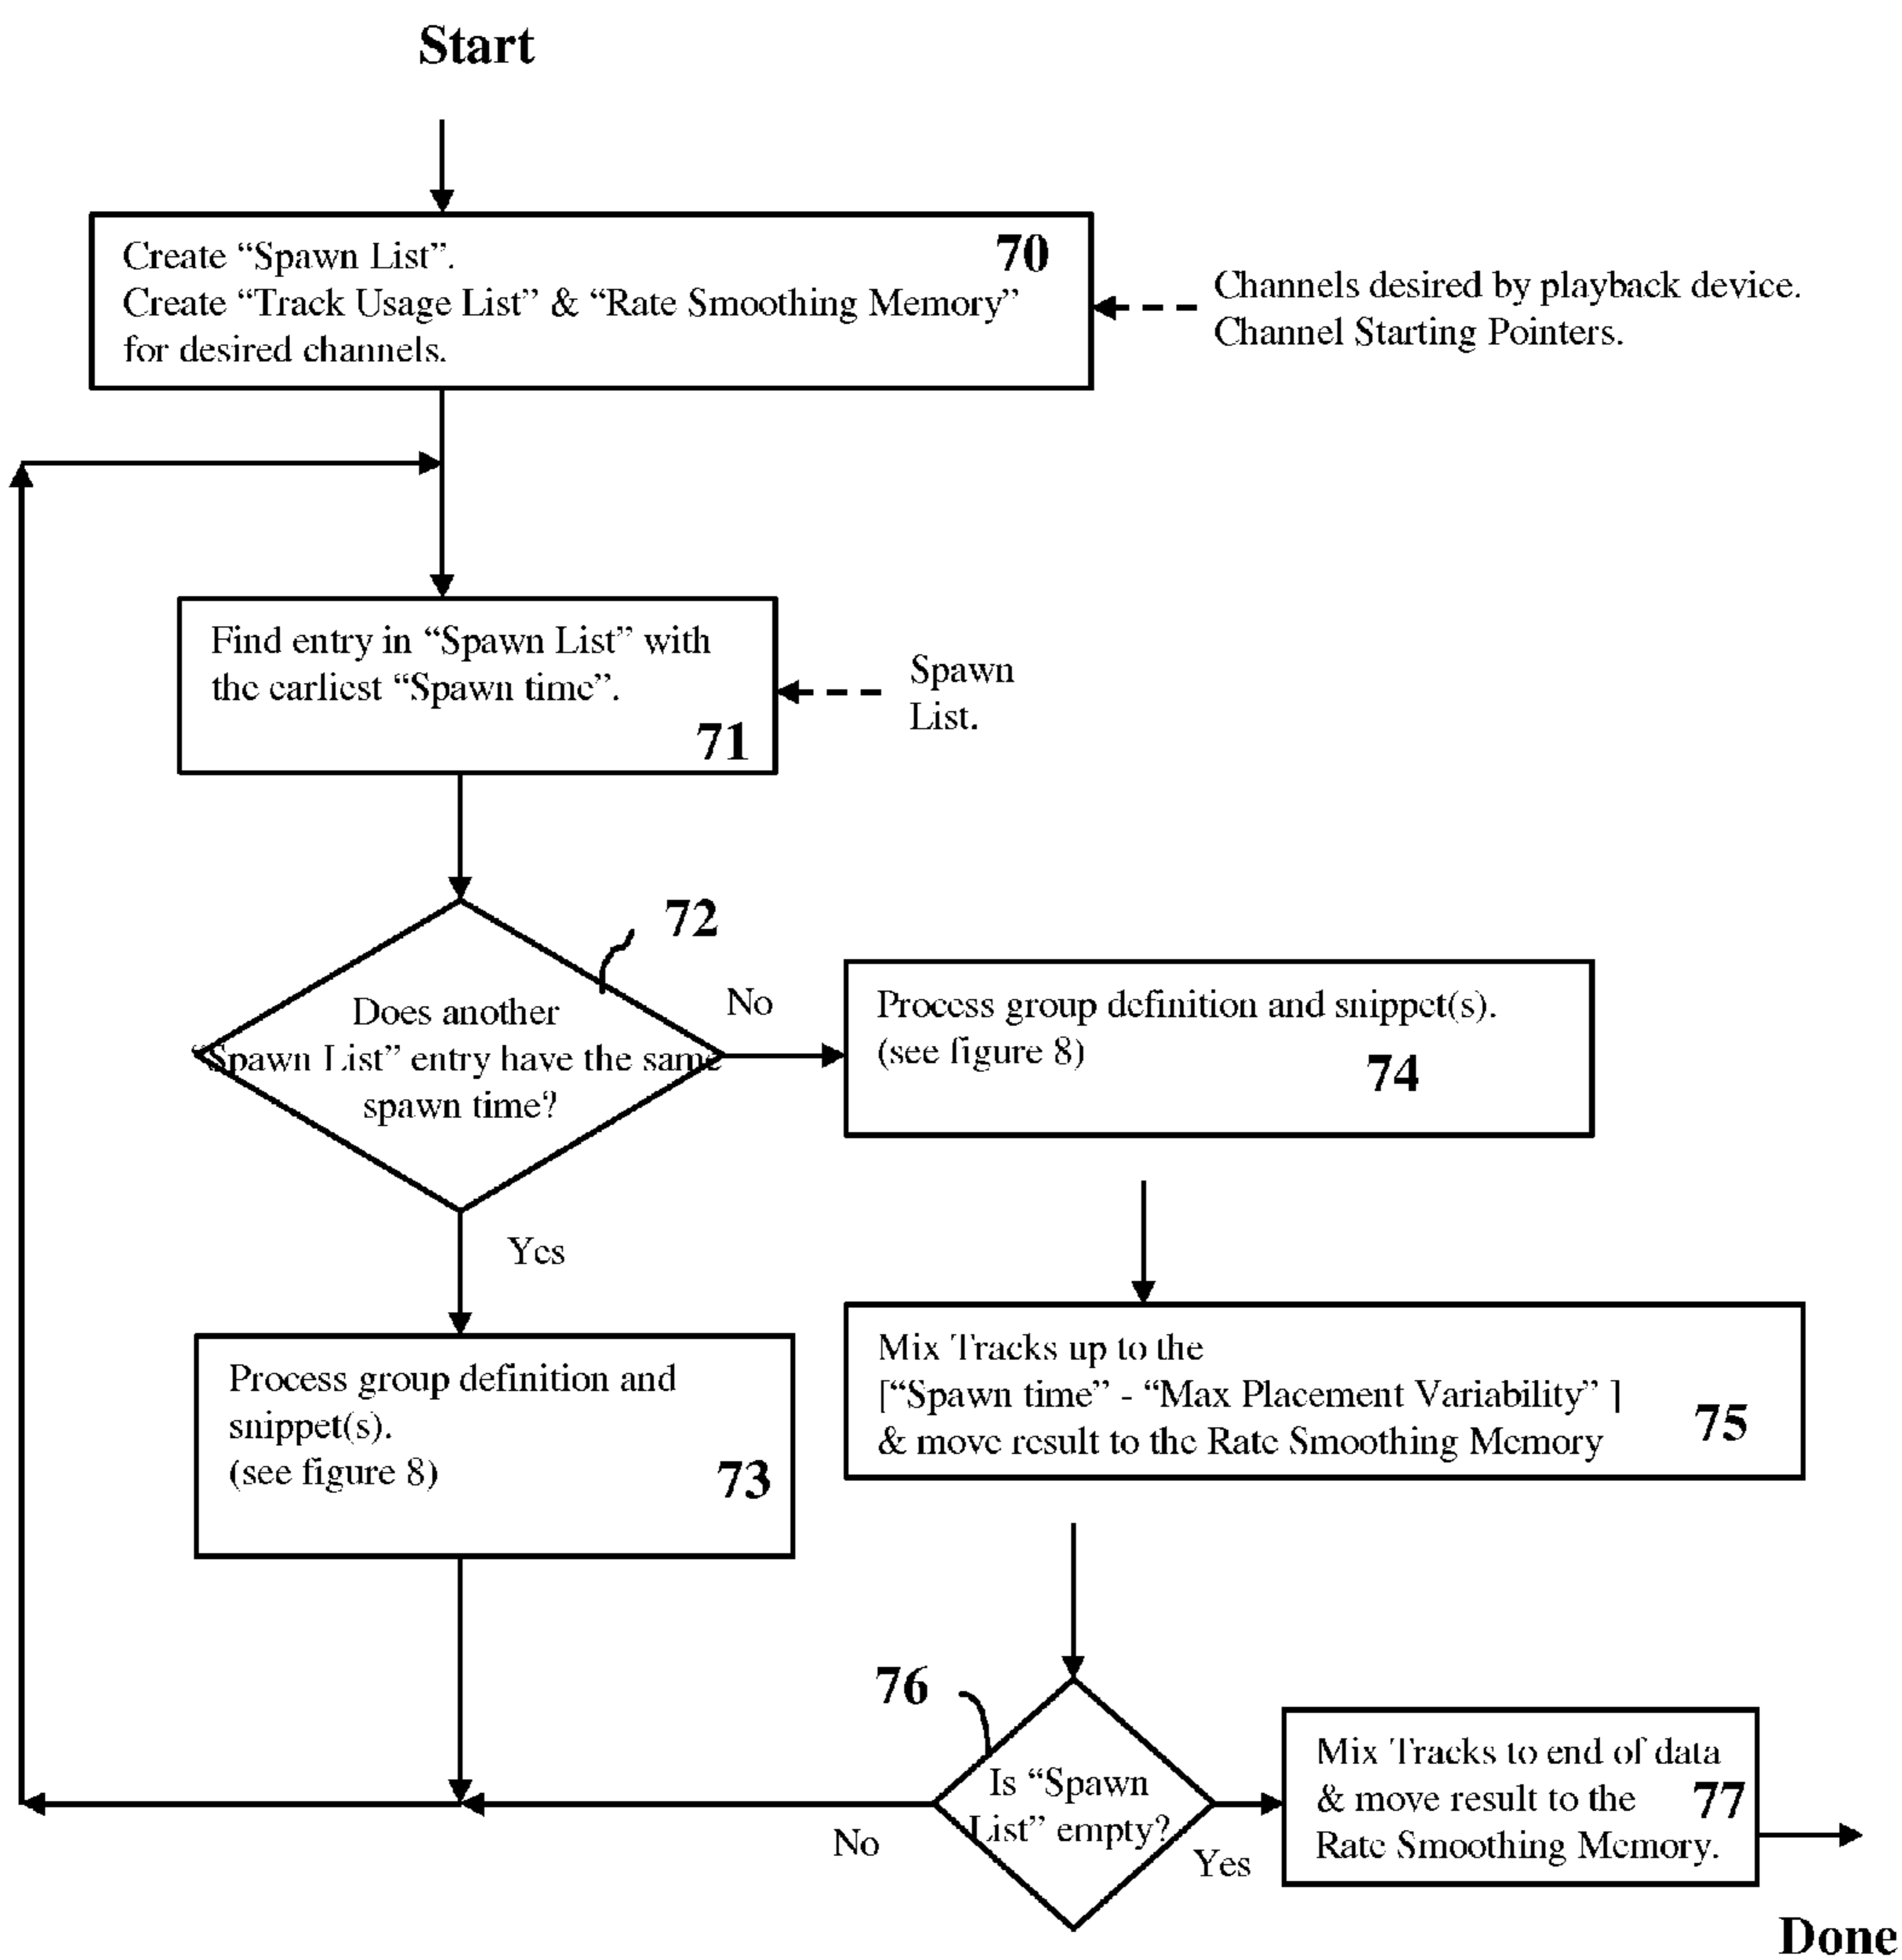 Start
Create “Spawn List”.
70
Create “Track Usage List” & “Rate Smoothing Memory”
for desired channels.
Channels desired by playback device.
Channel Starting Pointers.
Find entry in “Spawn List” with
the earliest “Spawn time”.
71
Spawn
List.
72
Does another
“Spawn List” entry have the same
spawn time?
No
Process group definition and snippet(s).
(see figure 8)
74
Yes
Mix Tracks up to the
[“Spawn time” - “Max Placement Variability” ]
& move result to the Rate Smoothing Memory
75
Process group definition and
snippet(s).
(see figure 8)
73
76
Is “Spawn
List” empty?
No
Yes
Mix Tracks to end of data
& move result to the
Rate Smoothing Memory.
77
Done